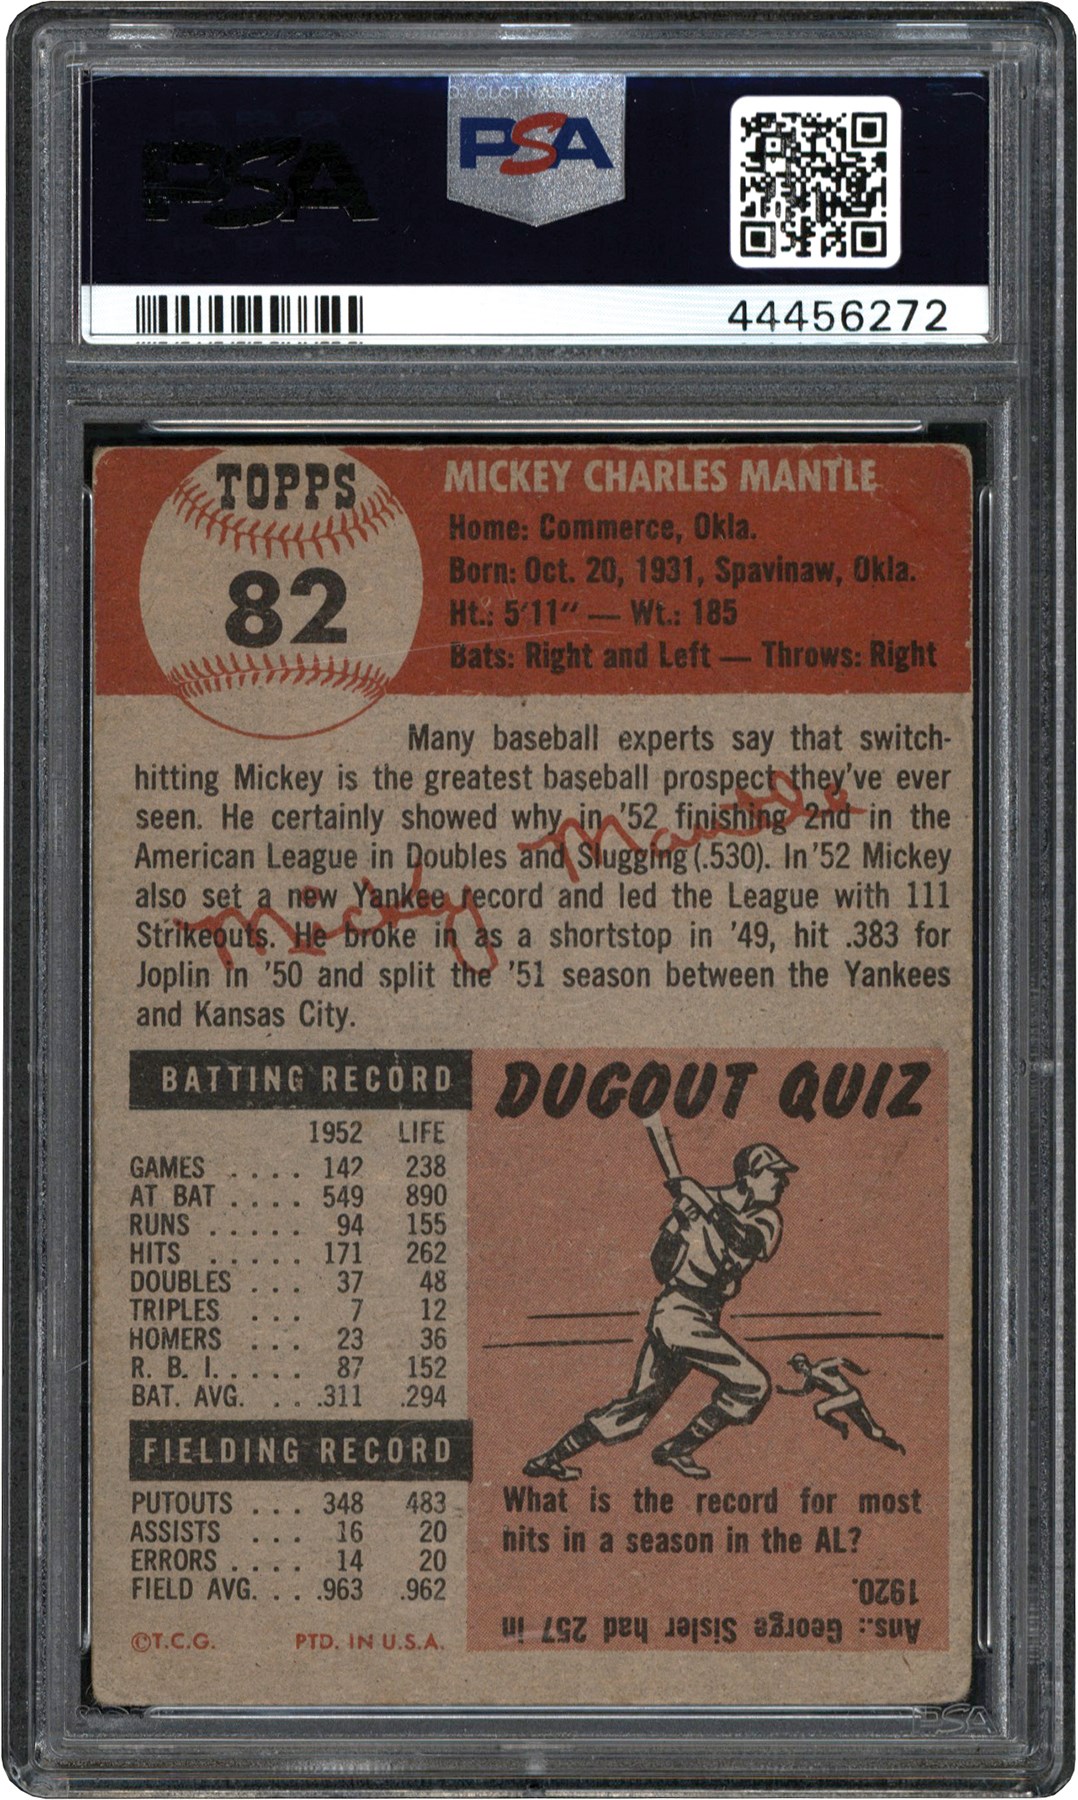 PSA
PSA
44456272
TOPPS
82
MICKEY CHARLES MANTLE
Home: Commerce, Okla.
Born: Oct. 20, 1931, Spavinaw, Okla.
Ht.: 5'11" — Wt.: 185
Bats: Right and Left — Throws: Right
Many baseball experts say that switch-
hitting Mickey is the greatest baseball prospect they've ever
seen. He certainly showed why in '52 finishing 2nd in the
American League in Doubles and Slugging (.530). In '52 Mickey
also set a new Yankee record and led the League with 111
Strikeouts. He broke in as a shortstop in '49, hit .383 for
Joplin in '50 and split the '51 season between the Yankees
and Kansas City.
Micky Mantle
BATTING RECORD
1952 LIFE
GAMES .... 142 238
AT BAT .... 549 890
RUNS ..... 94 155
HITS ..... 171 262
DOUBLES ... 37 48
TRIPLES ... 7 12
HOMERS ... 23 36
R. B. I. .... 87 152
BAT. AVG. .. .311 .294
FIELDING RECORD
PUTOUTS ... 348 483
ASSISTS ... 16 20
ERRORS .... 14 20
FIELD AVG. .. .963 .962
©T.C.G. PTD. IN U.S.A.
DUGOUT QUIZ
What is the record for most
hits in a season in the AL?
Ans.: George Sisler had 257 in
1920.
PSA